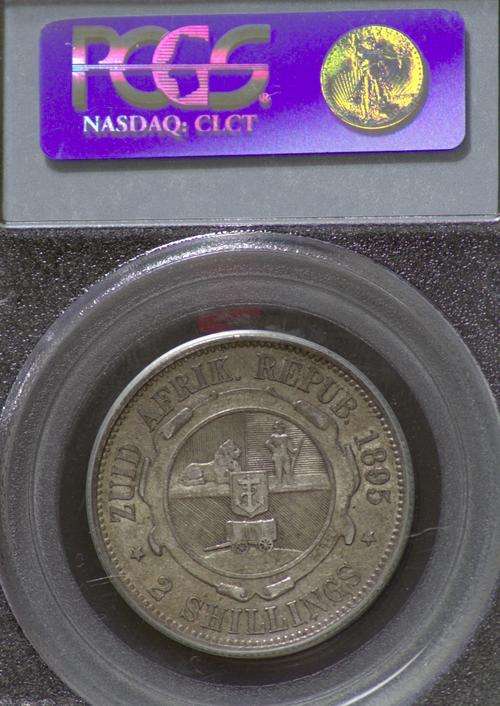 PCGS®
NASDAQ: CLCT
ZUID AFRIK. REPUB. 1895
2 SHILLINGS